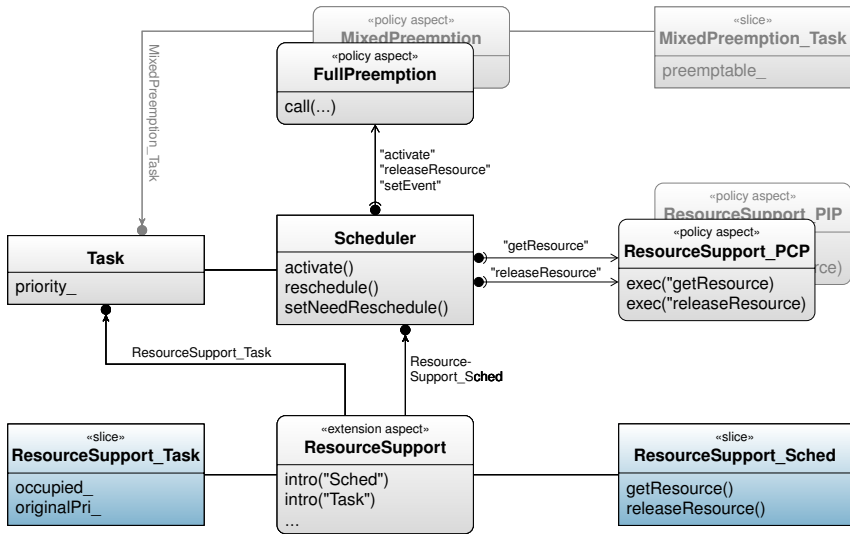 «policy aspect»
MixedPreemption
«slice»
MixedPreemption_Task
preemptable_
«policy aspect»
FullPreemption
call(...)
MixedPreemption_Task
"activate"
"releaseResource"
"setEvent"
«policy aspect»
ResourceSupport_PIP
rce)
«policy aspect»
ResourceSupport_PCP
exec("getResource)
exec("releaseResource)
Scheduler
activate()
reschedule()
setNeedReschedule()
"getResource"
"releaseResource"
Task
priority_
ResourceSupport_Task
Resource-
Support_Sched
«slice»
ResourceSupport_Task
occupied_
originalPri_
«extension aspect»
ResourceSupport
intro("Sched")
intro("Task")
...
«slice»
ResourceSupport_Sched
getResource()
releaseResource()